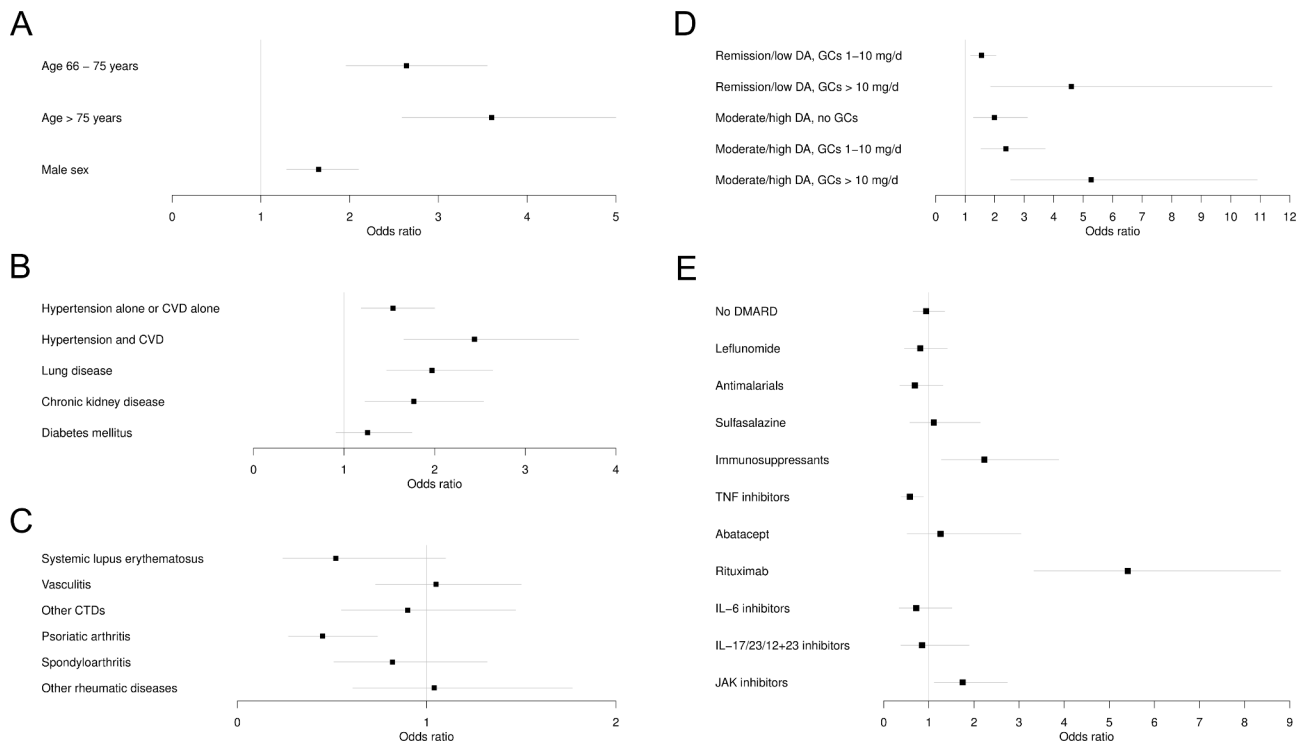 A
Age 66 – 75 years
Age > 75 years
Male sex
0 1 2 3 4 5
Odds ratio
B
Hypertension alone or CVD alone
Hypertension and CVD
Lung disease
Chronic kidney disease
Diabetes mellitus
0 1 2 3 4
Odds ratio
C
Systemic lupus erythematosus
Vasculitis
Other CTDs
Psoriatic arthritis
Spondyloarthritis
Other rheumatic diseases
0 1 2
Odds ratio
D
Remission/low DA, GCs 1–10 mg/d
Remission/low DA, GCs > 10 mg/d
Moderate/high DA, no GCs
Moderate/high DA, GCs 1–10 mg/d
Moderate/high DA, GCs > 10 mg/d
0 1 2 3 4 5 6 7 8 9 10 11 12
Odds ratio
E
No DMARD
Leflunomide
Antimalarials
Sulfasalazine
Immunosuppressants
TNF inhibitors
Abatacept
Rituximab
IL–6 inhibitors
IL–17/23/12+23 inhibitors
JAK inhibitors
0 1 2 3 4 5 6 7 8 9
Odds ratio